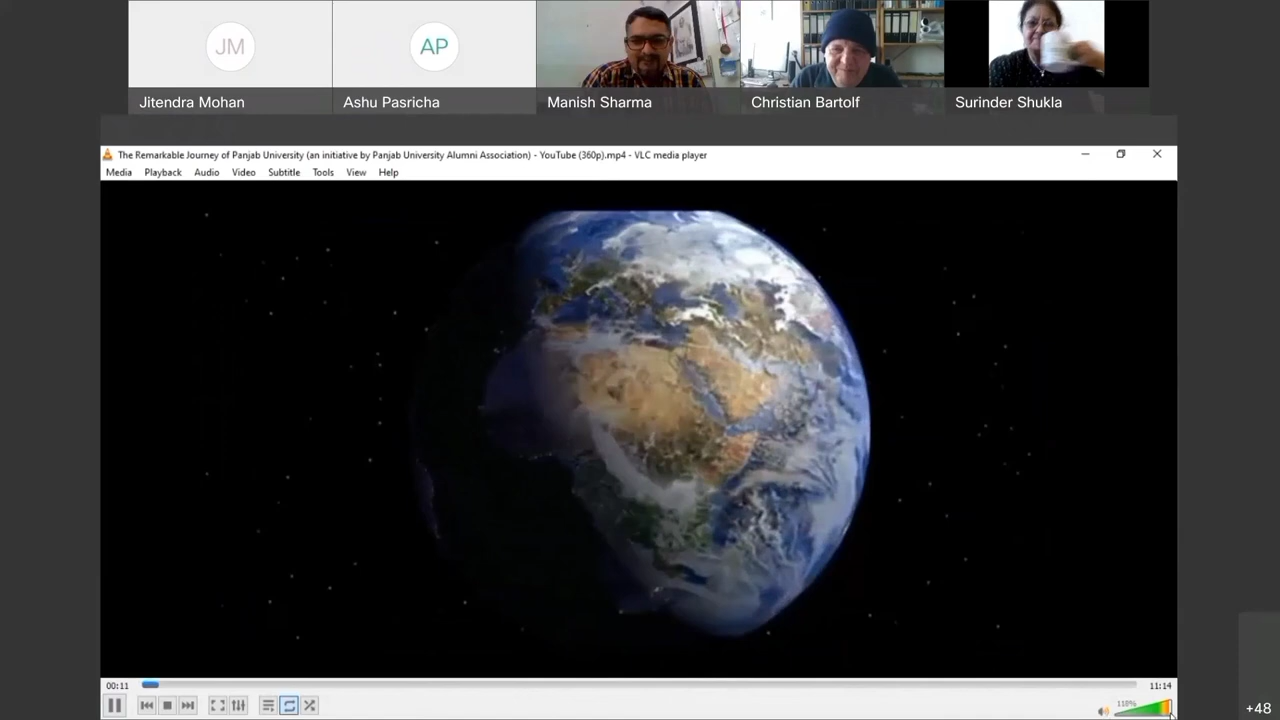 JM
AP
Jitendra Mohan
Ashu Pasricha
Manish Sharma
Christian Bartolf
Surinder Shukla
The Remarkable Journey of Panjab University (an initiative by Panjab University Alumni Association) - YouTube (360p).mp4 - VLC media player
Media Playback Audio Video Subtitle Tools View Help
00:11
11:14
118%
+48